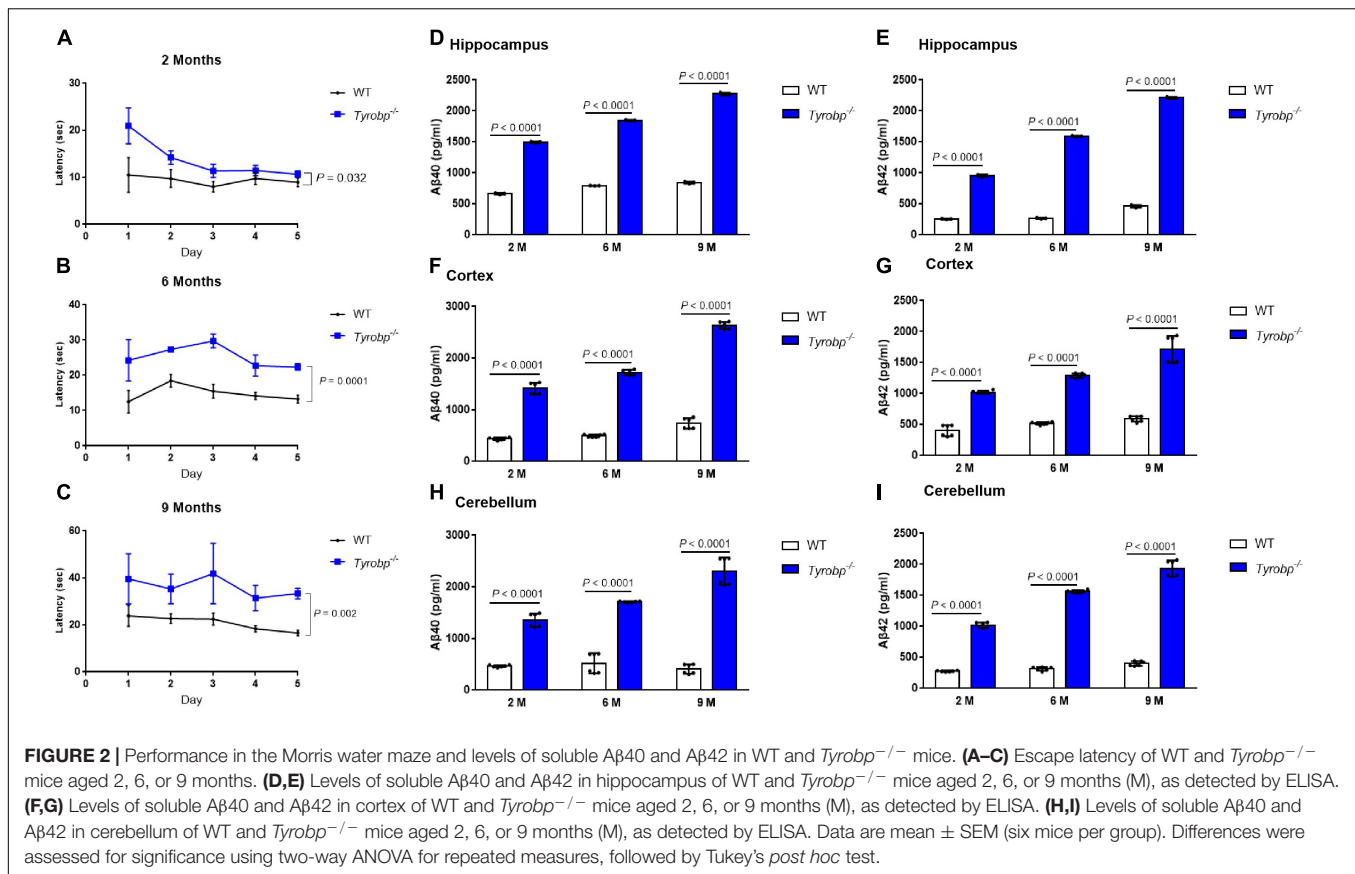 A
2 Months
30
20
10
0
Latency (sec)
0 1 2 3 4 5
Day
WT
Tyrobp-/-
P = 0.032
B
6 Months
40
30
20
10
0
Latency (sec)
0 1 2 3 4 5
Day
WT
Tyrobp-/-
P = 0.0001
C
9 Months
60
40
20
0
Latency (sec)
0 1 2 3 4 5
Day
WT
Tyrobp-/-
P = 0.002
D Hippocampus
2500
2000
1500
1000
500
0
Aβ40 (pg/ml)
P < 0.0001
P < 0.0001
P < 0.0001
2 M 6 M 9 M
WT
Tyrobp-/-
E Hippocampus
2500
2000
1500
1000
500
0
Aβ42 (pg/ml)
P < 0.0001
P < 0.0001
P < 0.0001
2 M 6 M 9 M
WT
Tyrobp-/-
F Cortex
3000
2000
1000
0
Aβ40 (pg/ml)
P < 0.0001
P < 0.0001
P < 0.0001
2 M 6 M 9 M
WT
Tyrobp-/-
G Cortex
2500
2000
1500
1000
500
0
Aβ42 (pg/ml)
P < 0.0001
P < 0.0001
P < 0.0001
2 M 6 M 9 M
WT
Tyrobp-/-
H Cerebellum
3000
2000
1000
0
Aβ40 (pg/ml)
P < 0.0001
P < 0.0001
P < 0.0001
2 M 6 M 9 M
WT
Tyrobp-/-
I Cerebellum
2500
2000
1500
1000
500
0
Aβ42 (pg/ml)
P < 0.0001
P < 0.0001
P < 0.0001
2 M 6 M 9 M
WT
Tyrobp-/-
FIGURE 2 | Performance in the Morris water maze and levels of soluble Aβ40 and Aβ42 in WT and Tyrobp−/− mice. (A–C) Escape latency of WT and Tyrobp−/−
mice aged 2, 6, or 9 months. (D,E) Levels of soluble Aβ40 and Aβ42 in hippocampus of WT and Tyrobp−/− mice aged 2, 6, or 9 months (M), as detected by ELISA.
(F,G) Levels of soluble Aβ40 and Aβ42 in cortex of WT and Tyrobp−/− mice aged 2, 6, or 9 months (M), as detected by ELISA. (H,I) Levels of soluble Aβ40 and
Aβ42 in cerebellum of WT and Tyrobp−/− mice aged 2, 6, or 9 months (M), as detected by ELISA. Data are mean ± SEM (six mice per group). Differences were
assessed for significance using two-way ANOVA for repeated measures, followed by Tukey's post hoc test.